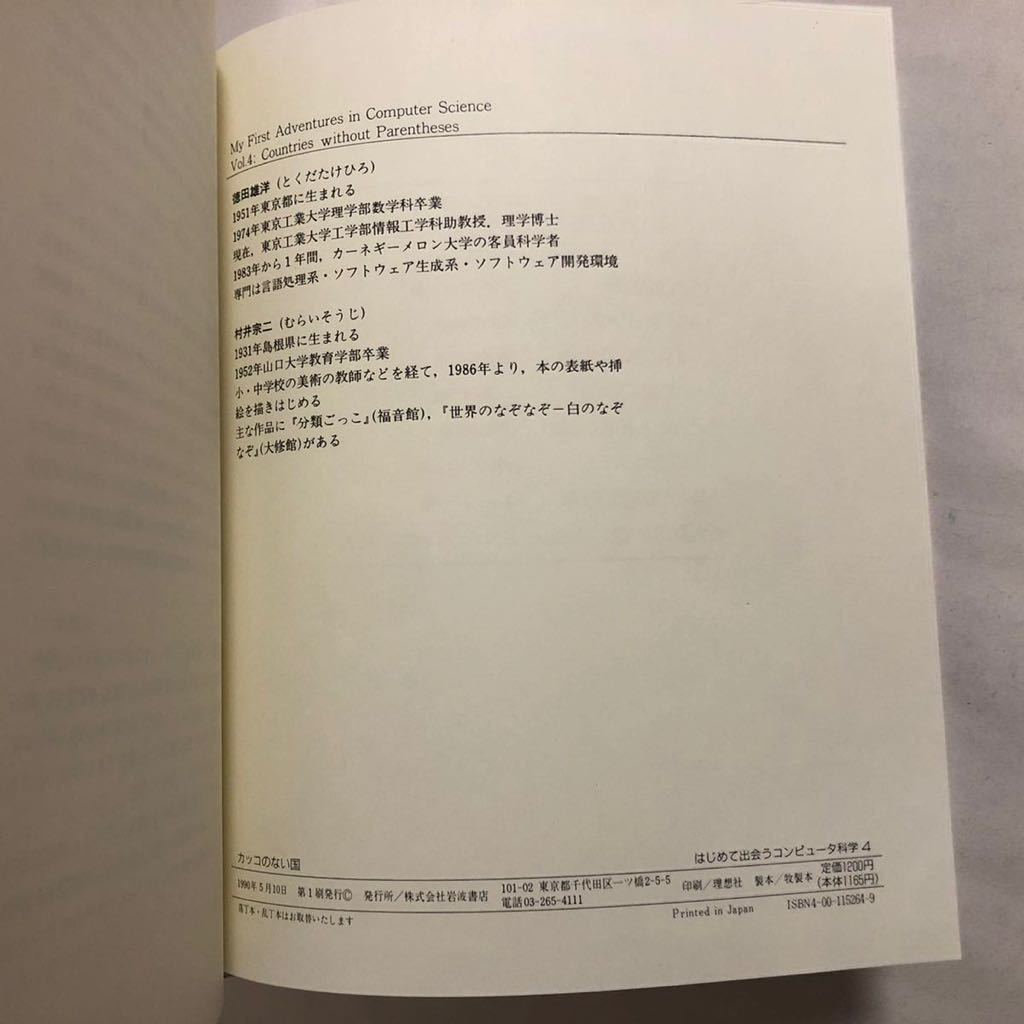 My First Adventures in Computer Science
Vol.4: Countries without Parentheses
徳田雄洋 (とくだたけひろ)
1951年東京都に生まれる
1974年東京工業大学理学部数学科卒業
現在，東京工業大学工学部情報工学科助教授．理学博士
1983年から1年間，カーネギーメロン大学の客員科学者
専門は言語処理系・ソフトウェア生成系・ソフトウェア開発環境
村井宗二 (むらいそうじ)
1931年島根県に生まれる
1952年山口大学教育学部卒業
小・中学校の美術の教師などを経て，1986年より，本の表紙や挿
絵を描きはじめる
主な作品に『分類ごっこ』(福音館)，『世界のなぞなぞ－白のなぞ
なぞ』(大修館)がある
カッコのない国
はじめて出会うコンピュータ科学 4
1990年5月10日 第1刷発行©
発行所／株式会社岩波書店
101-02 東京都千代田区一ツ橋2-5-5
電話03-265-4111
印刷／理想社 製本／牧製本
定価1200円
(本体1165円)
落丁本・乱丁本はお取替いたします
Printed in Japan
ISBN4-00-115264-9